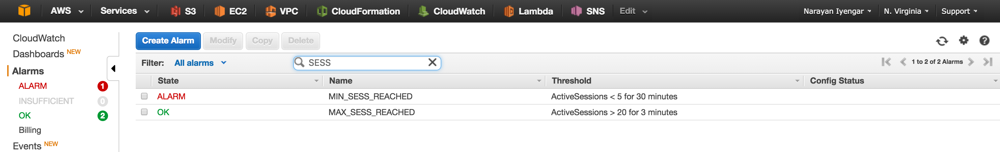 AWS Services S3 EC2 VPC CloudFormation CloudWatch Lambda SNS Edit Narayan Iyengar N. Virginia Support
CloudWatch
Dashboards NEW
Alarms
ALARM 1
INSUFFICIENT 0
OK 2
Billing
Events NEW
Create Alarm Modify Copy Delete
Filter: All alarms SESS 1 to 2 of 2 Alarms
State Name Threshold Config Status
ALARM MIN_SESS_REACHED ActiveSessions < 5 for 30 minutes
OK MAX_SESS_REACHED ActiveSessions > 20 for 3 minutes